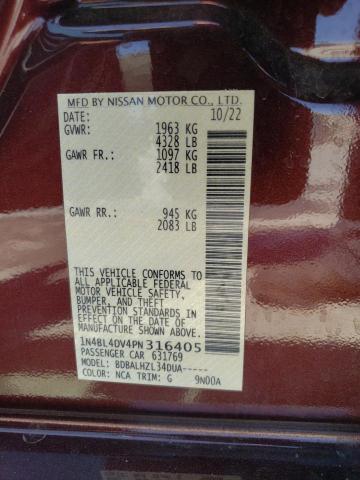 MFD BY NISSAN MOTOR CO., LTD.
DATE: 10/22
GVWR: 1963 KG
4328 LB
GAWR FR.: 1097 KG
2418 LB
GAWR RR.: 945 KG
2083 LB
THIS VEHICLE CONFORMS TO
ALL APPLICABLE FEDERAL
MOTOR VEHICLE SAFETY,
BUMPER, AND THEFT
PREVENTION STANDARDS IN
EFFECT ON THE DATE OF
MANUFACTURE SHOWN ABOVE.
1N4BL4DV4PN316405
PASSENGER CAR 631769
MODEL: BDBALHZL34DUA-----
COLOR: NCA TRIM: G 9N00A